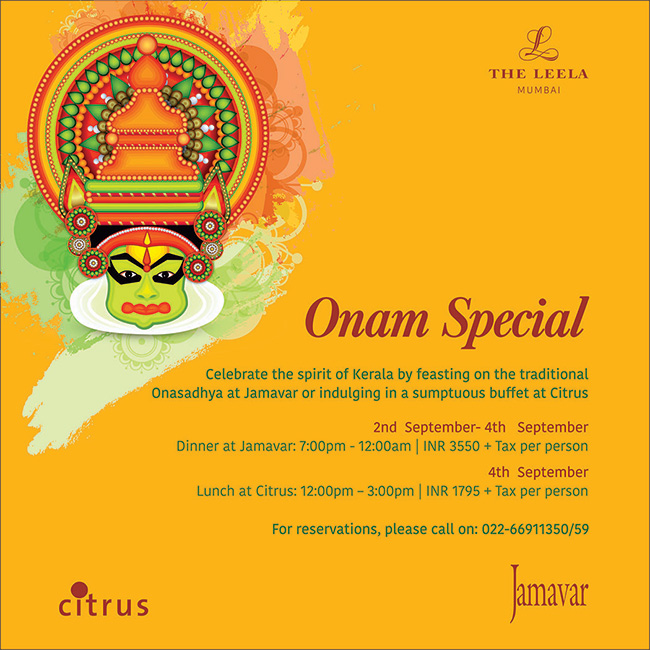 THE LEELA
MUMBAI
Onam Special
Celebrate the spirit of Kerala by feasting on the traditional
Onasadhya at Jamavar or indulging in a sumptuous buffet at Citrus
2nd September- 4th September
Dinner at Jamavar: 7:00pm - 12:00am | INR 3550 + Tax per person
4th September
Lunch at Citrus: 12:00pm – 3:00pm | INR 1795 + Tax per person
For reservations, please call on: 022-66911350/59
citrus
Jamavar